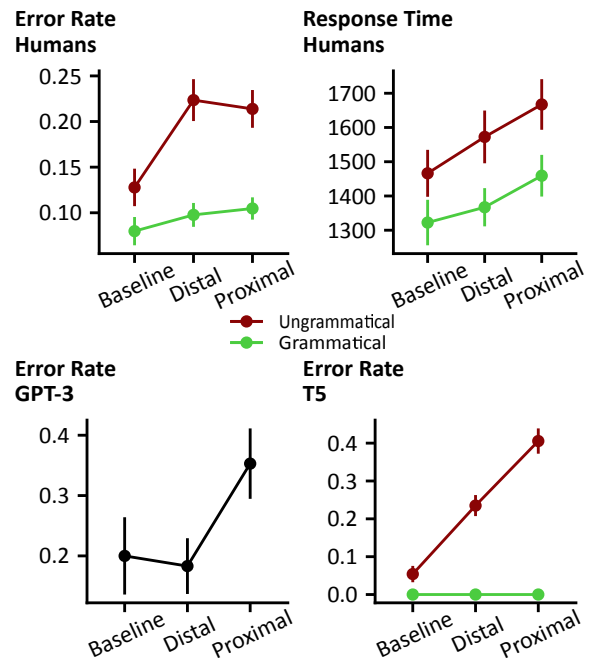 Error Rate
Humans
0.25
0.20
0.15
0.10
Baseline
Distal
Proximal
Response Time
Humans
1700
1600
1500
1400
1300
Baseline
Distal
Proximal
Ungrammatical
Grammatical
Error Rate
GPT-3
0.4
0.3
0.2
Baseline
Distal
Proximal
Error Rate
T5
0.4
0.3
0.2
0.1
0.0
Baseline
Distal
Proximal